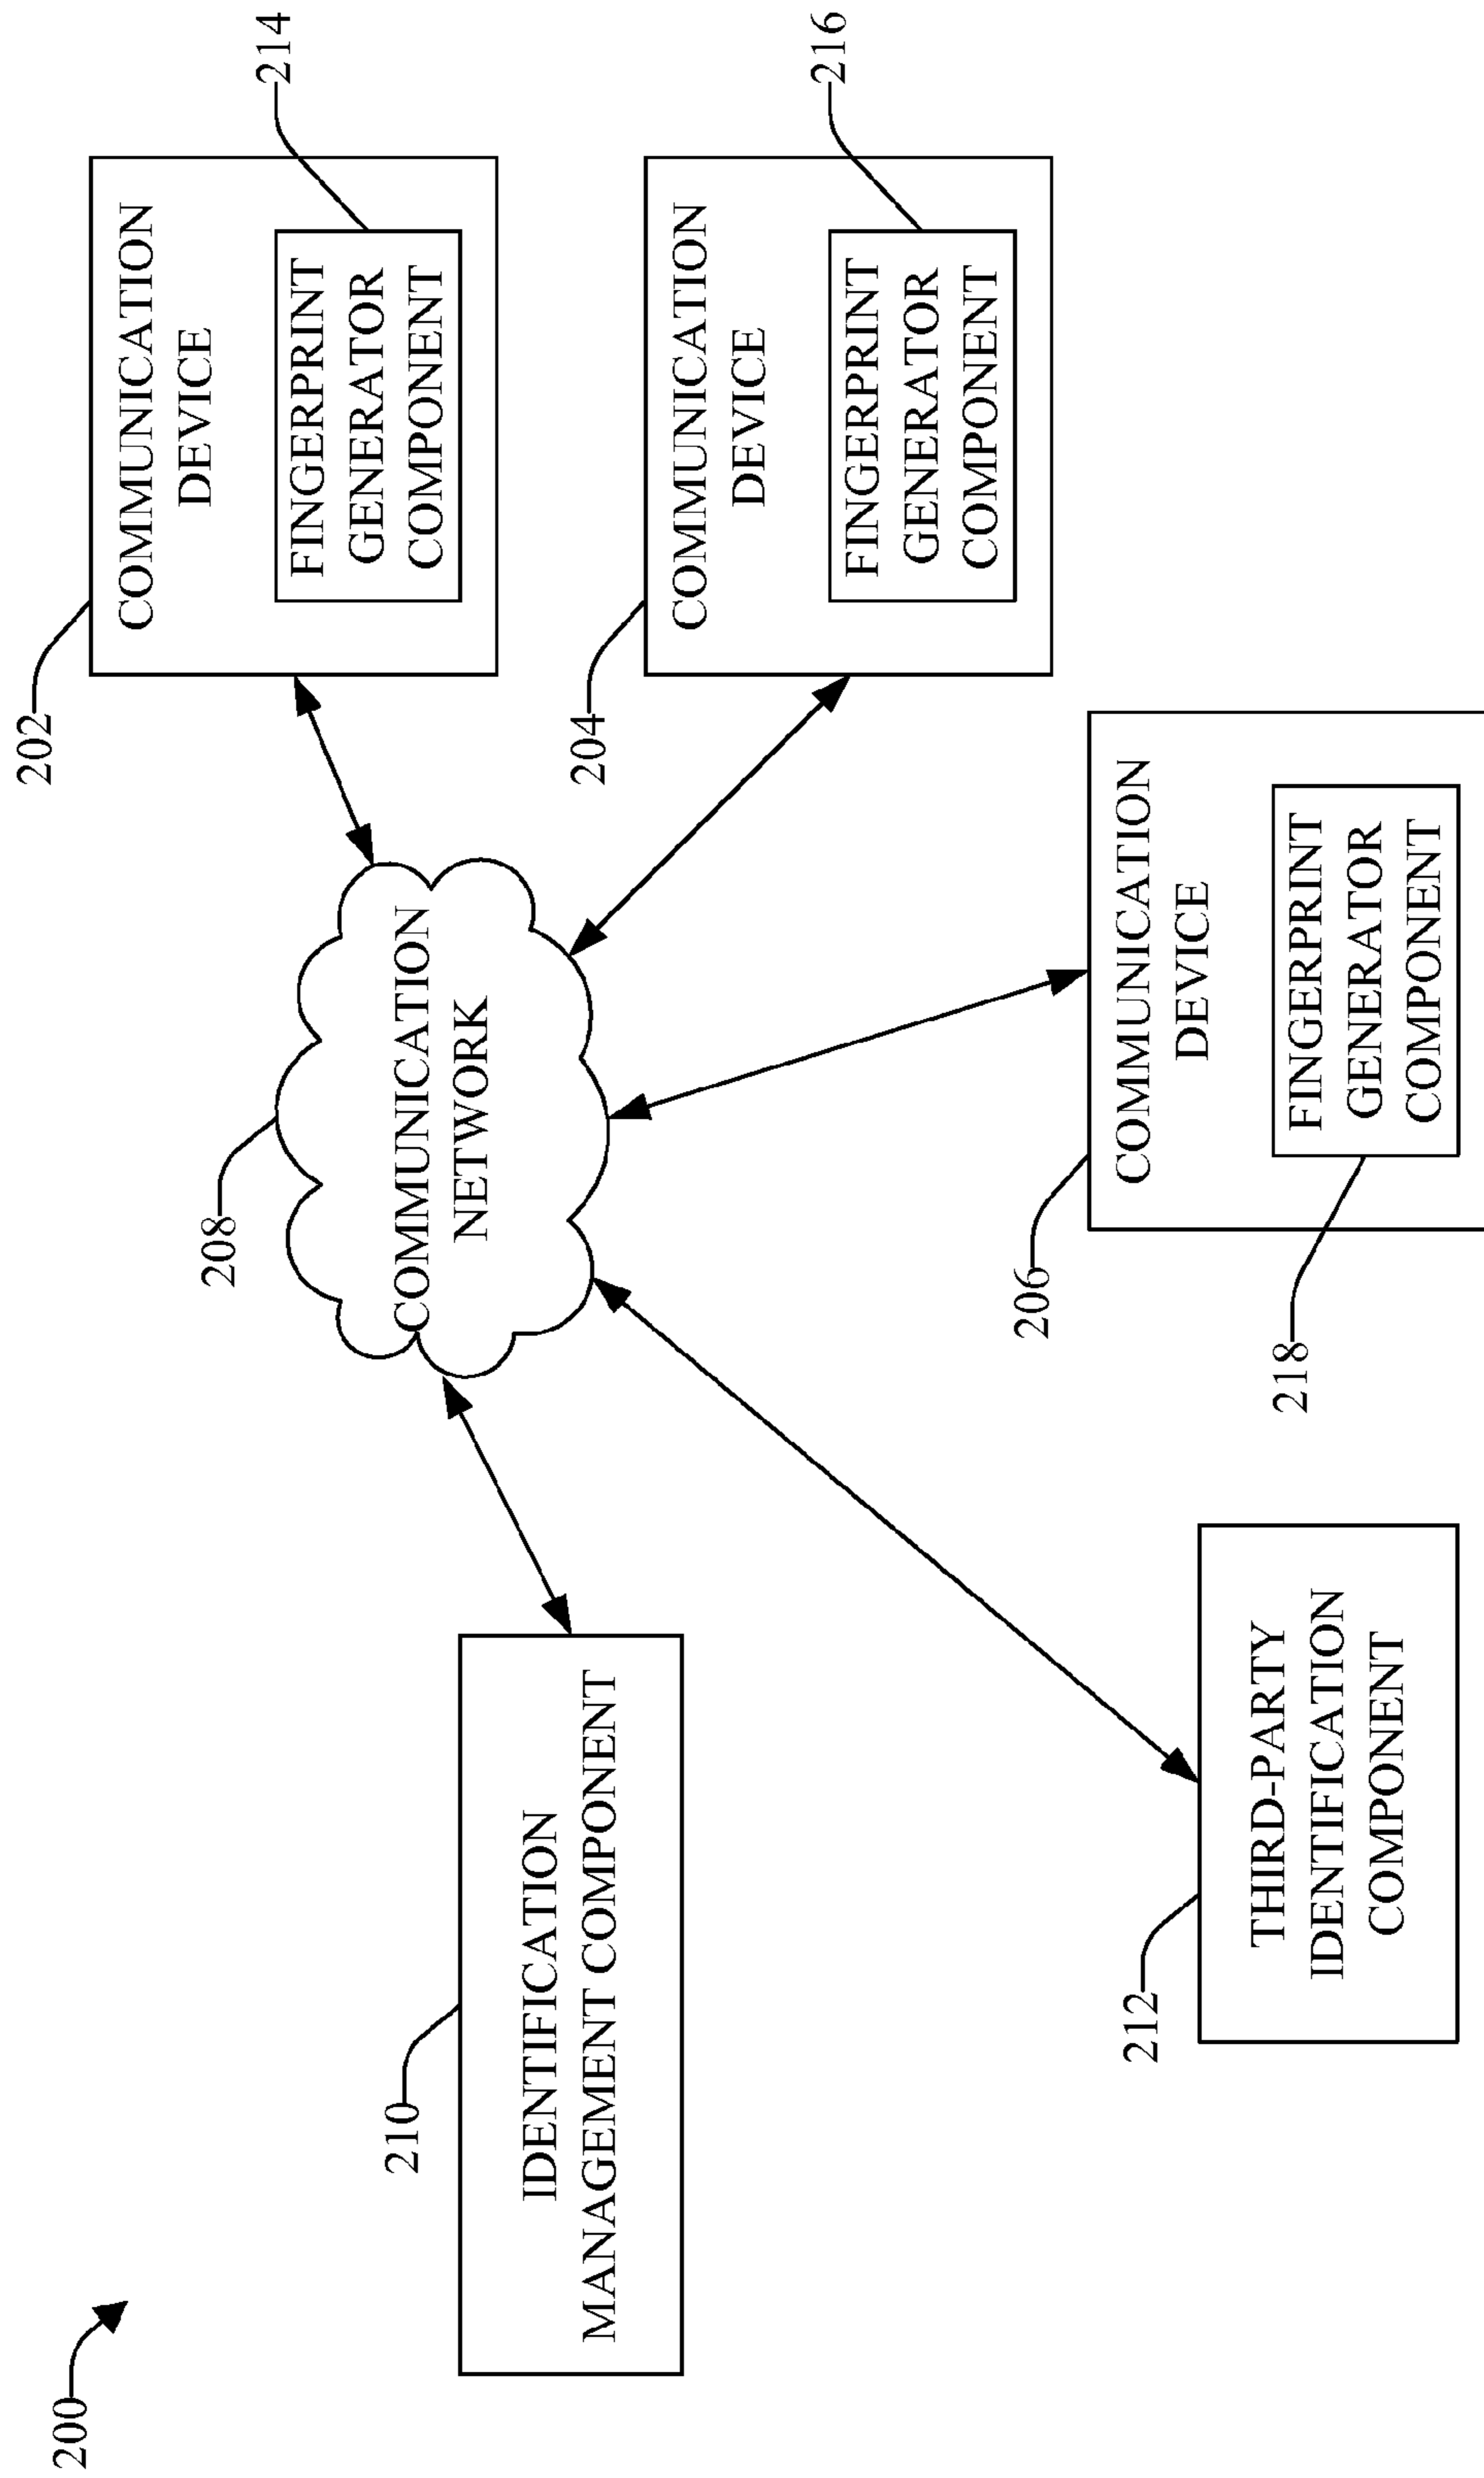 200
208
202
COMMUNICATION
DEVICE
214
FINGERPRINT
GENERATOR
COMPONENT
COMMUNICATION
NETWORK
210
IDENTIFICATION
MANAGEMENT COMPONENT
204
COMMUNICATION
DEVICE
216
FINGERPRINT
GENERATOR
COMPONENT
206
COMMUNICATION
DEVICE
218
FINGERPRINT
GENERATOR
COMPONENT
212
THIRD-PARTY
IDENTIFICATION
COMPONENT